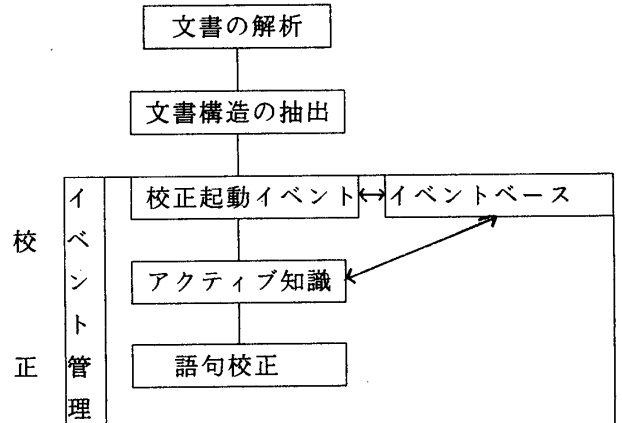 文書の解析
文書構造の抽出
校正起動イベント↔イベントベース
アクティブ知識
語句校正
校正
イベント管理